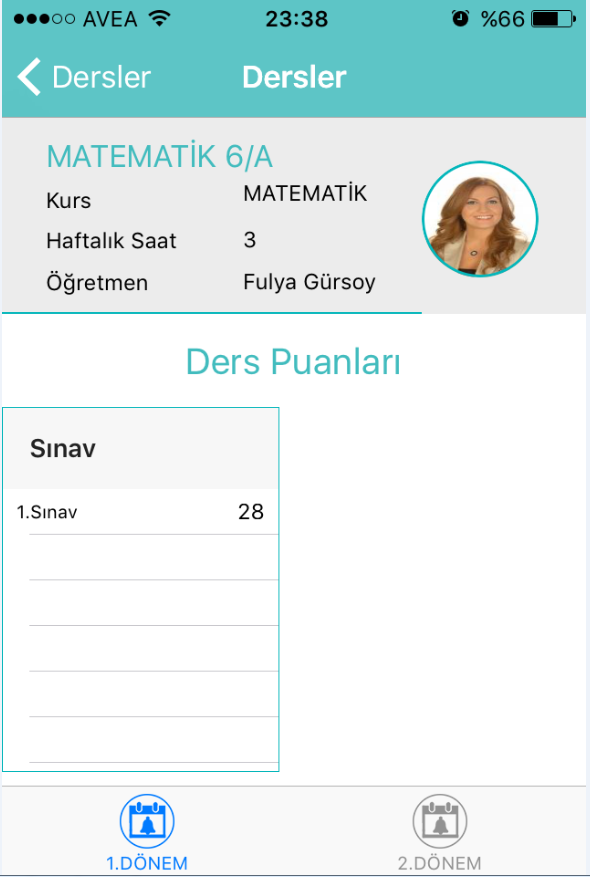 AVEA 23:38 %66
Dersler Dersler
MATEMATİK 6/A
Kurs MATEMATİK
Haftalık Saat 3
Öğretmen Fulya Gürsoy
Ders Puanları
Sınav
1.Sınav 28
1.DÖNEM 2.DÖNEM